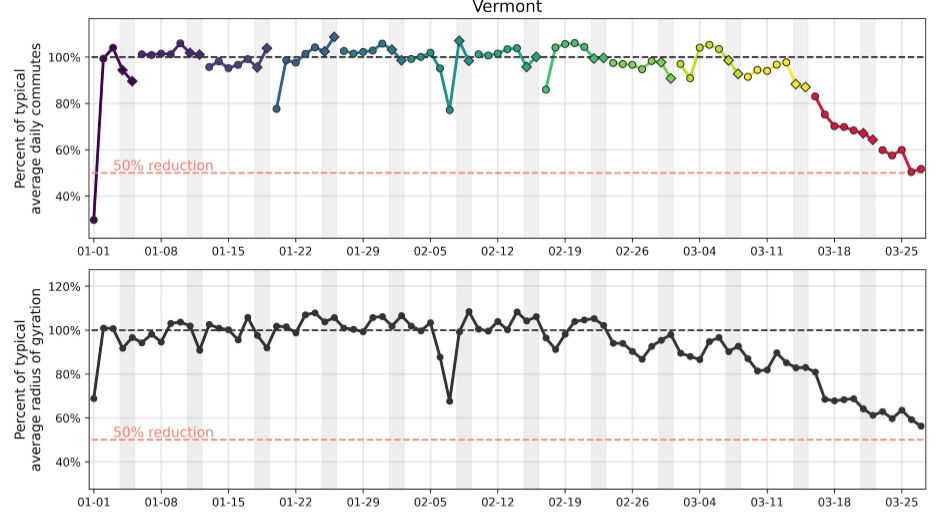 Vermont
Percent of typical
average daily commutes
100%
80%
60%
40%
50% reduction
01-01 01-08 01-15 01-22 01-29 02-05 02-12 02-19 02-26 03-04 03-11 03-18 03-25
Percent of typical
average radius of gyration
120%
100%
80%
60%
40%
50% reduction
01-01 01-08 01-15 01-22 01-29 02-05 02-12 02-19 02-26 03-04 03-11 03-18 03-25